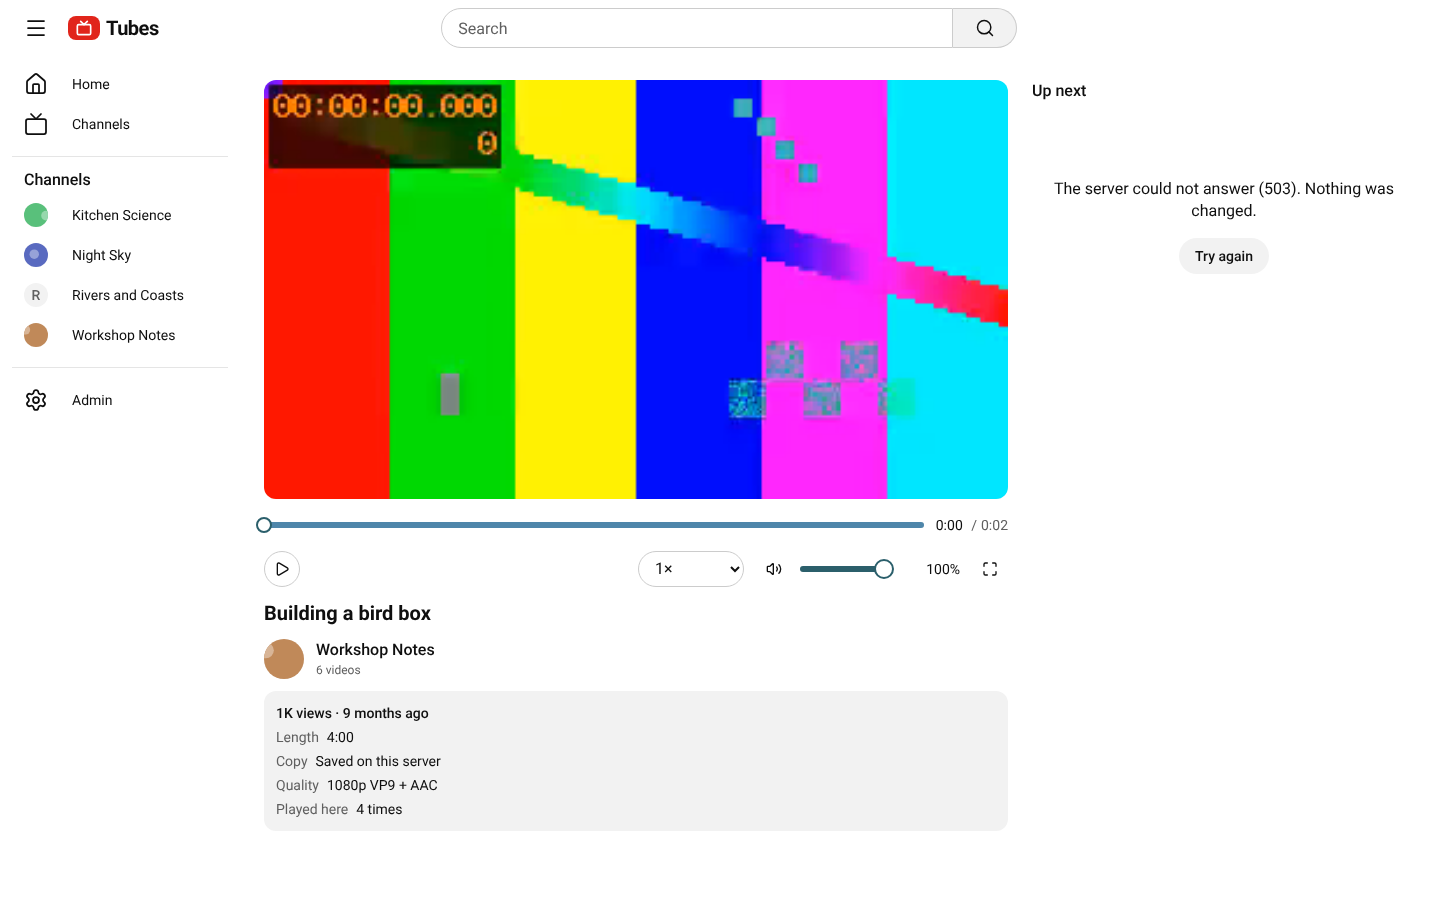 Tubes
Search
Home
Channels
Channels
Kitchen Science
Night Sky
R Rivers and Coasts
Workshop Notes
Admin
00:00:00.000
0
0:00 / 0:02
1×
100%
Building a bird box
Workshop Notes
6 videos
1K views · 9 months ago
Length 4:00
Copy Saved on this server
Quality 1080p VP9 + AAC
Played here 4 times
Up next
The server could not answer (503). Nothing was
changed.
Try again